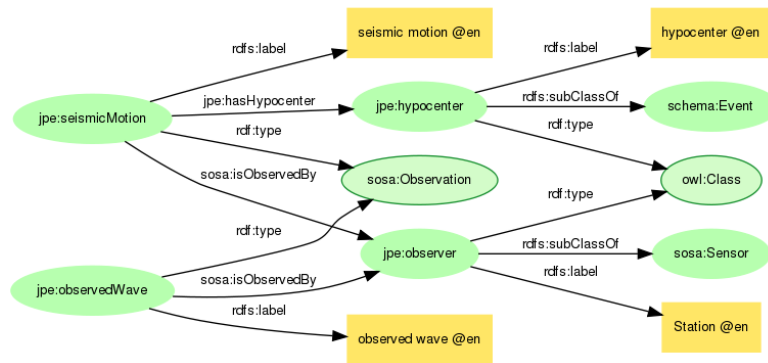 seismic motion @en
hypocenter @en
rdfs:label
rdfs:label
jpe:seismicMotion
jpe:hasHypocenter
jpe:hypocenter
rdfs:subClassOf
schema:Event
rdf:type
rdf:type
sosa:isObservedBy
sosa:Observation
owl:Class
rdf:type
rdf:type
jpe:observer
rdfs:subClassOf
sosa:Sensor
jpe:observedWave
sosa:isObservedBy
rdfs:label
rdfs:label
observed wave @en
Station @en